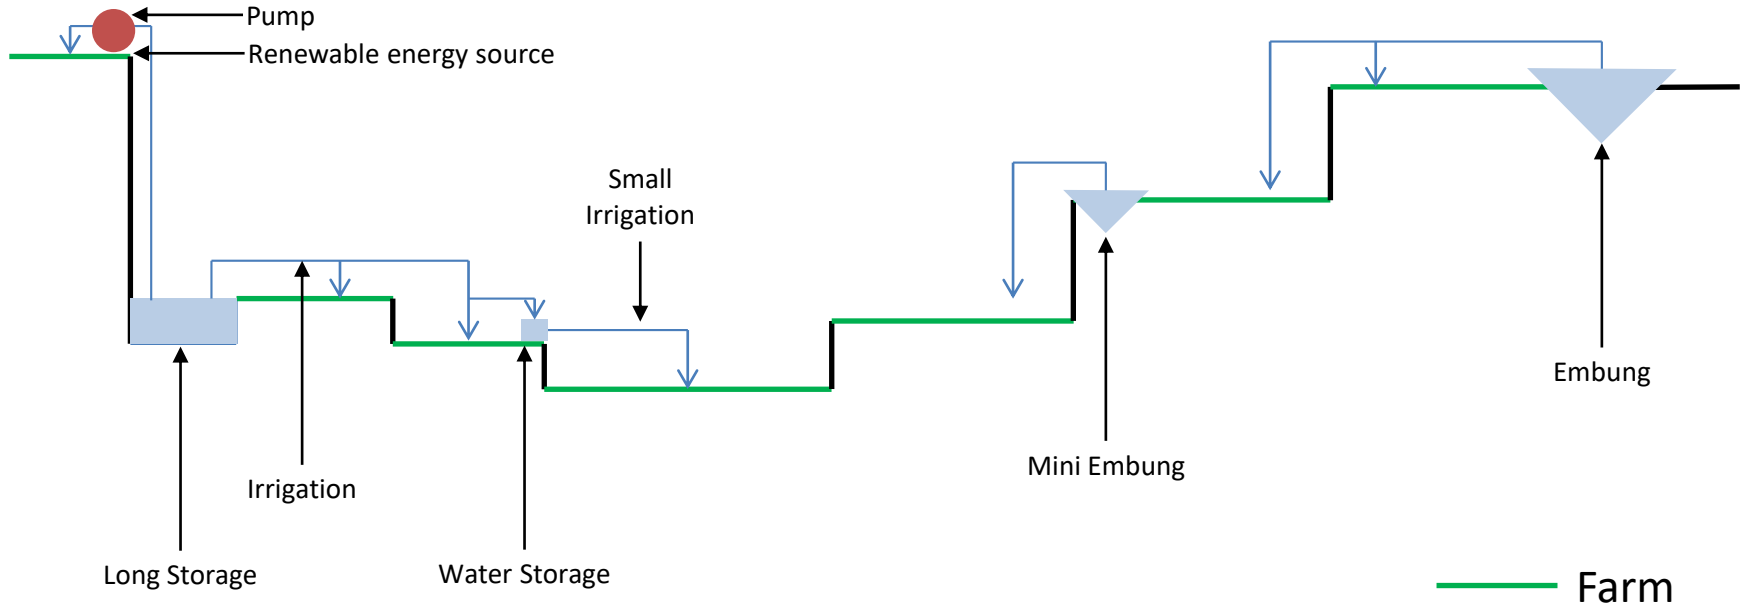 Pump
Renewable energy source
Small
Irrigation
Embung
Mini Embung
Irrigation
Long Storage
Water Storage
Farm